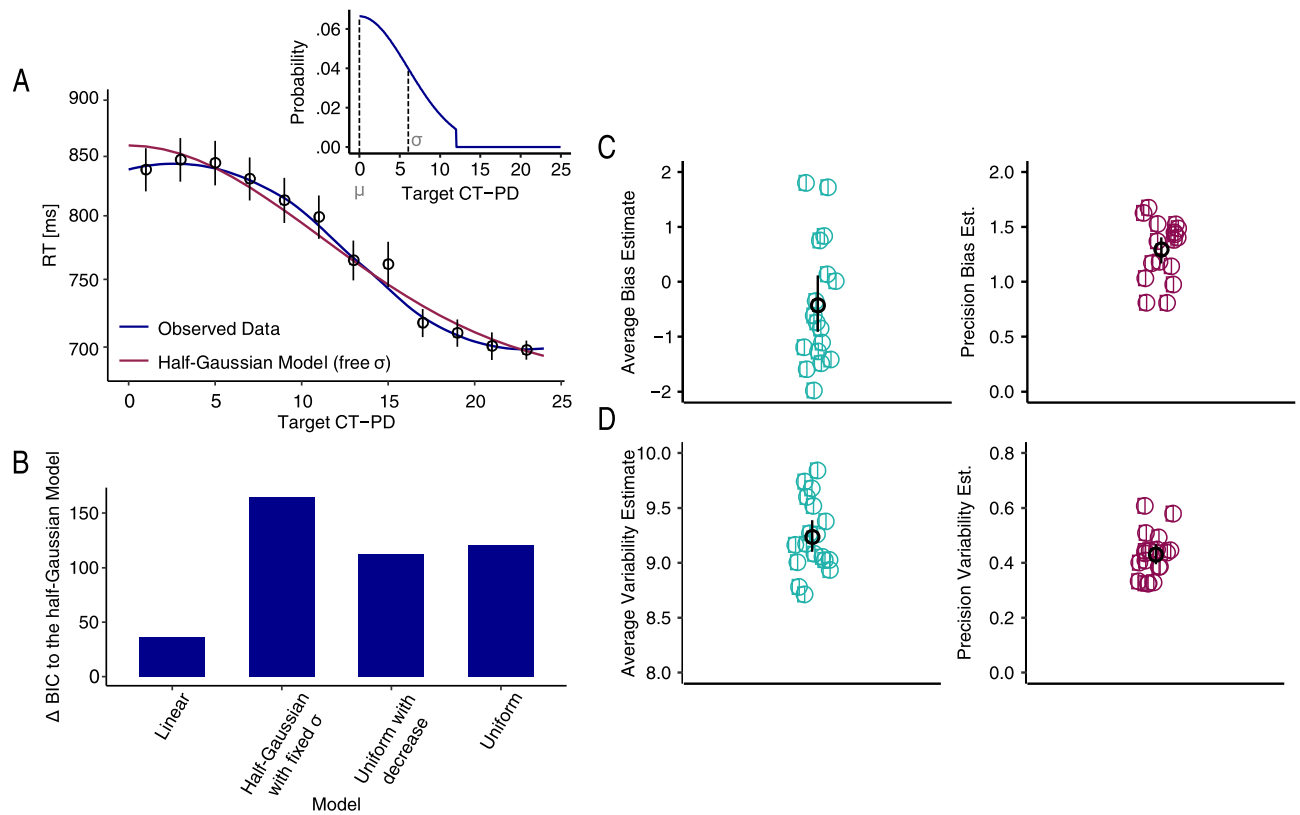 A
900
850
800
750
700
RT [ms]
Observed Data
Half-Gaussian Model (free σ)
0
5
10
15
20
25
Target CT−PD
.06
.04
.02
.00
Probability
σ
0
5
10
15
20
25
μ
Target CT−PD
B
Δ BIC to the half-Gaussian Model
150
100
50
0
Linear
Half-Gaussian
with fixed σ
Uniform with
decrease
Uniform
Model
C
Average Bias Estimate
2
1
0
−1
−2
Precision Bias Est.
2.0
1.5
1.0
0.5
0.0
D
Average Variability Estimate
10.0
9.5
9.0
8.5
8.0
Precision Variability Est.
0.8
0.6
0.4
0.2
0.0